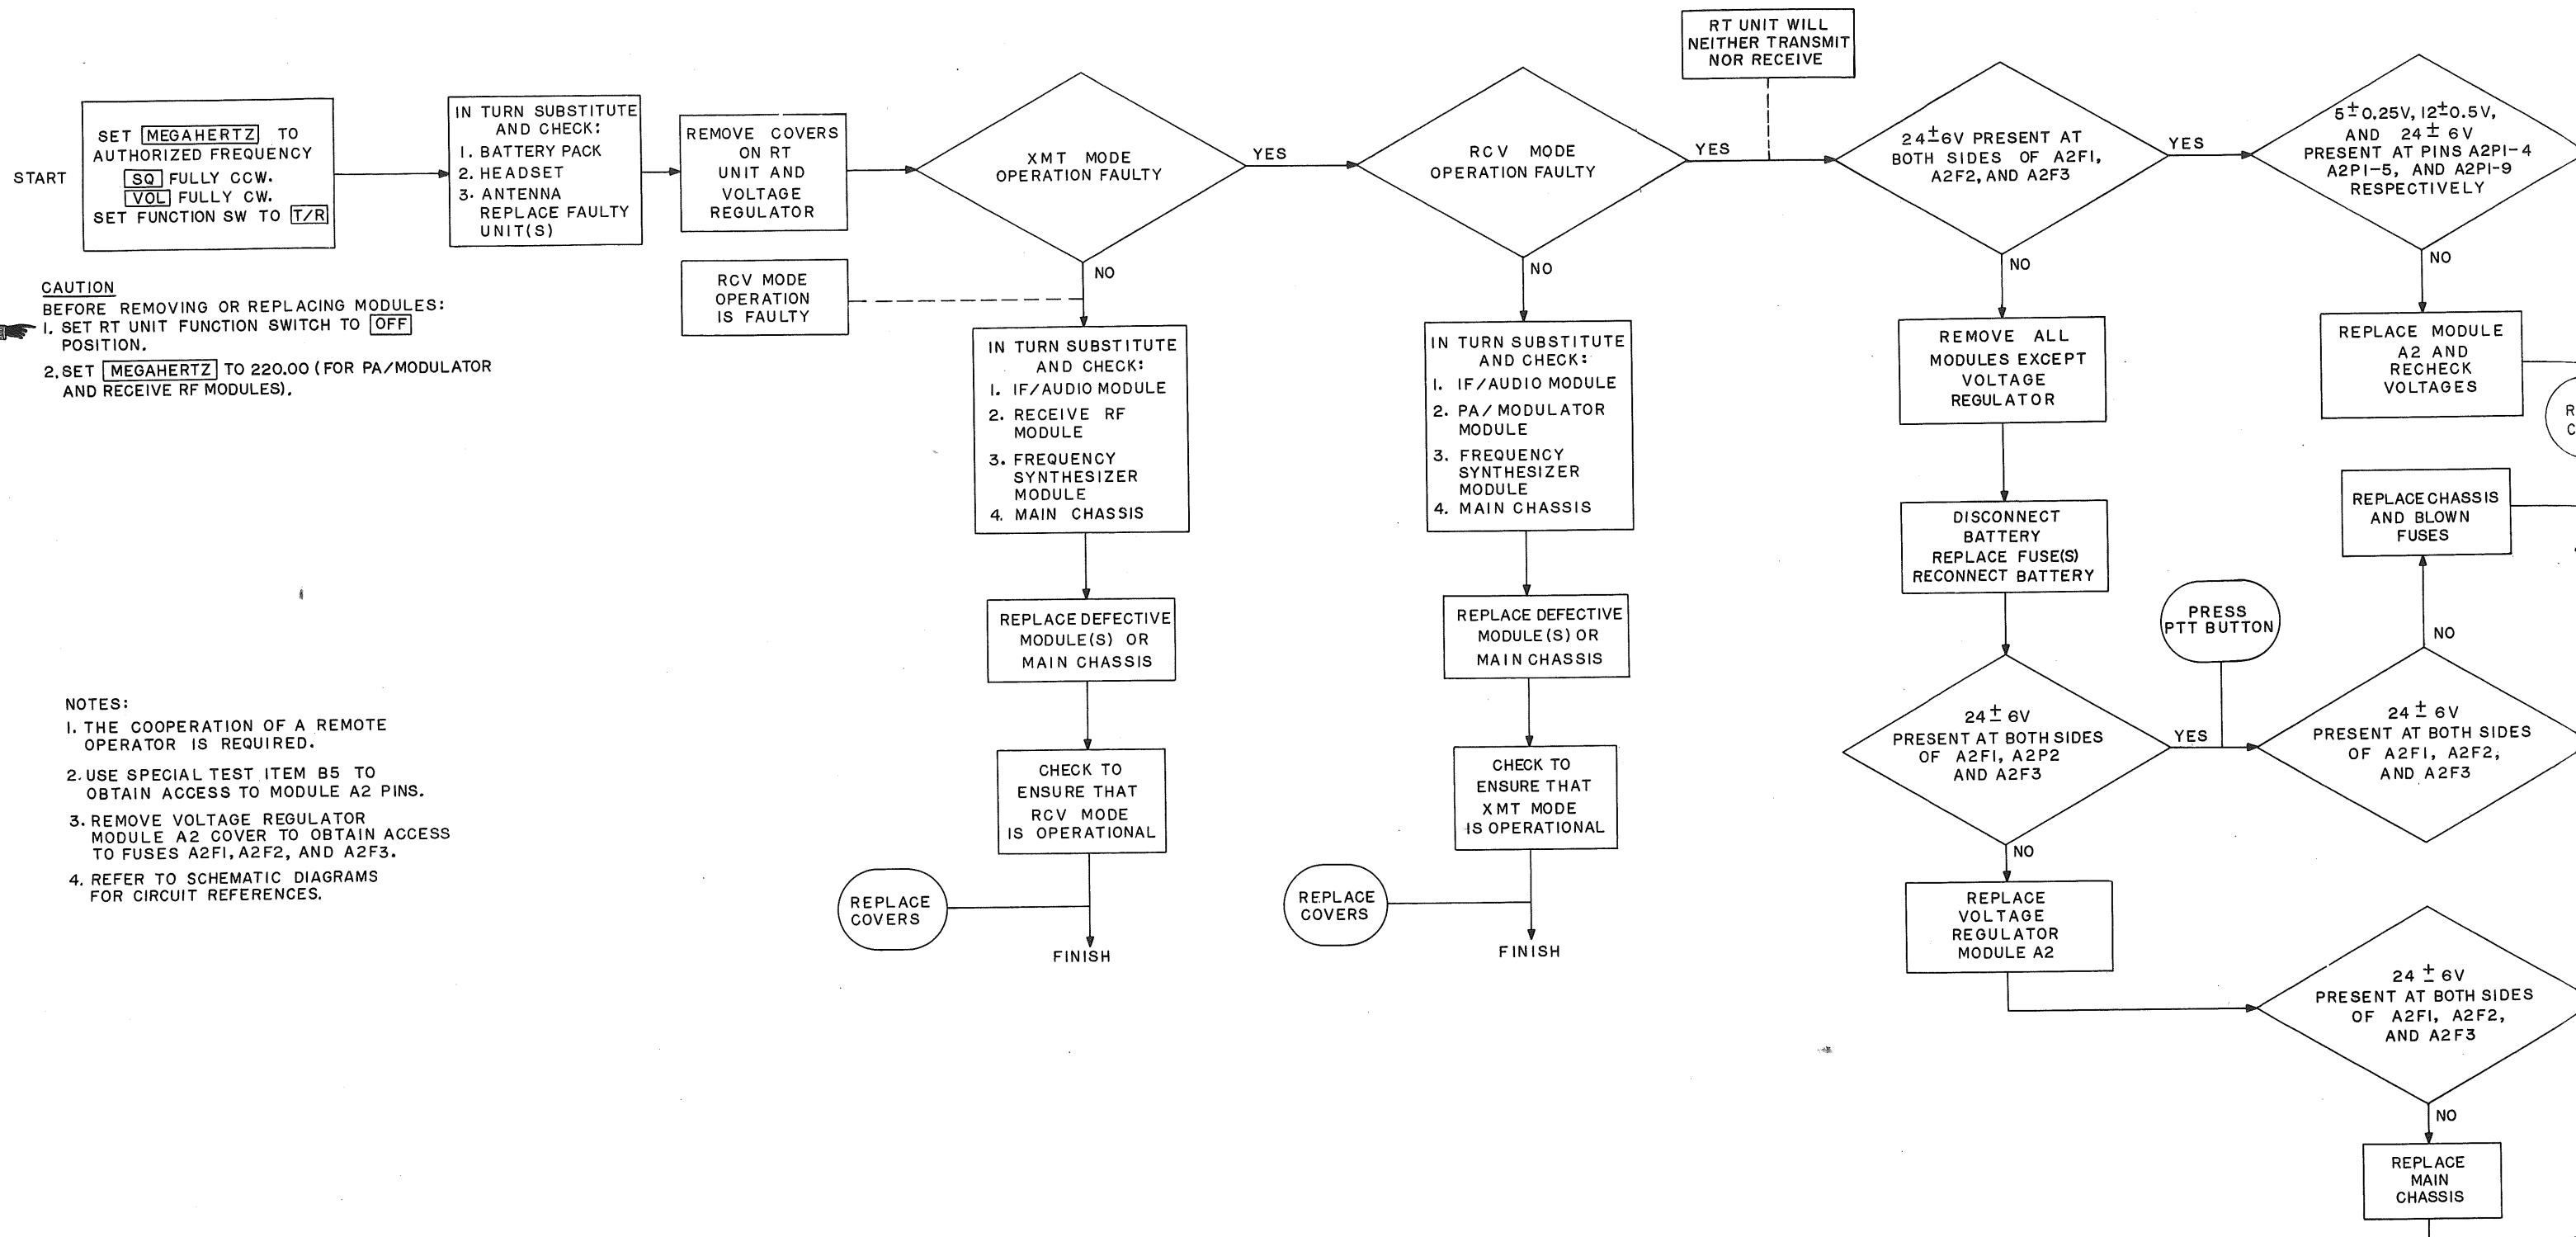 START
SET MEGAHERTZ TO
AUTHORIZED FREQUENCY
SQ FULLY CCW.
VOL FULLY CW.
SET FUNCTION SW TO T/R
IN TURN SUBSTITUTE
AND CHECK:
1. BATTERY PACK
2. HEADSET
3. ANTENNA
REPLACE FAULTY
UNIT(S)
REMOVE COVERS
ON RT
UNIT AND
VOLTAGE
REGULATOR
XMT MODE
OPERATION FAULTY
YES
NO
RCV MODE
OPERATION FAULTY
YES
NO
RT UNIT WILL
NEITHER TRANSMIT
NOR RECEIVE
24±6V PRESENT AT
BOTH SIDES OF A2F1,
A2F2, AND A2F3
YES
NO
5±0.25V, 12±0.5V,
AND 24±6V
PRESENT AT PINS A2P1-4
A2P1-5, AND A2P1-9
RESPECTIVELY
NO
CAUTION
BEFORE REMOVING OR REPLACING MODULES:
1. SET RT UNIT FUNCTION SWITCH TO OFF
POSITION.
2. SET MEGAHERTZ TO 220.00 (FOR PA/MODULATOR
AND RECEIVE RF MODULES).
RCV MODE
OPERATION
IS FAULTY
IN TURN SUBSTITUTE
AND CHECK:
1. IF/AUDIO MODULE
2. RECEIVE RF
MODULE
3. FREQUENCY
SYNTHESIZER
MODULE
4. MAIN CHASSIS
REPLACE DEFECTIVE
MODULE(S) OR
MAIN CHASSIS
CHECK TO
ENSURE THAT
RCV MODE
IS OPERATIONAL
REPLACE
COVERS
FINISH
IN TURN SUBSTITUTE
AND CHECK:
1. IF/AUDIO MODULE
2. PA/MODULATOR
MODULE
3. FREQUENCY
SYNTHESIZER
MODULE
4. MAIN CHASSIS
REPLACE DEFECTIVE
MODULE(S) OR
MAIN CHASSIS
CHECK TO
ENSURE THAT
XMT MODE
IS OPERATIONAL
REPLACE
COVERS
FINISH
REMOVE ALL
MODULES EXCEPT
VOLTAGE
REGULATOR
DISCONNECT
BATTERY
REPLACE FUSE(S)
RECONNECT BATTERY
24±6V
PRESENT AT BOTH SIDES
OF A2F1, A2P2
AND A2F3
YES
NO
PRESS
PTT BUTTON
REPLACE VOLTAGE
REGULATOR
MODULE A2
REPLACE MODULE
A2 AND
RECHECK
VOLTAGES
R
C
REPLACE CHASSIS
AND BLOWN
FUSES
NO
24±6V
PRESENT AT BOTH SIDES
OF A2F1, A2F2,
AND A2F3
24±6V
PRESENT AT BOTH SIDES
OF A2F1, A2F2,
AND A2F3
NO
REPLACE
MAIN
CHASSIS
NOTES:
1. THE COOPERATION OF A REMOTE
OPERATOR IS REQUIRED.
2. USE SPECIAL TEST ITEM B5 TO
OBTAIN ACCESS TO MODULE A2 PINS.
3. REMOVE VOLTAGE REGULATOR
MODULE A2 COVER TO OBTAIN ACCESS
TO FUSES A2F1, A2F2, AND A2F3.
4. REFER TO SCHEMATIC DIAGRAMS
FOR CIRCUIT REFERENCES.